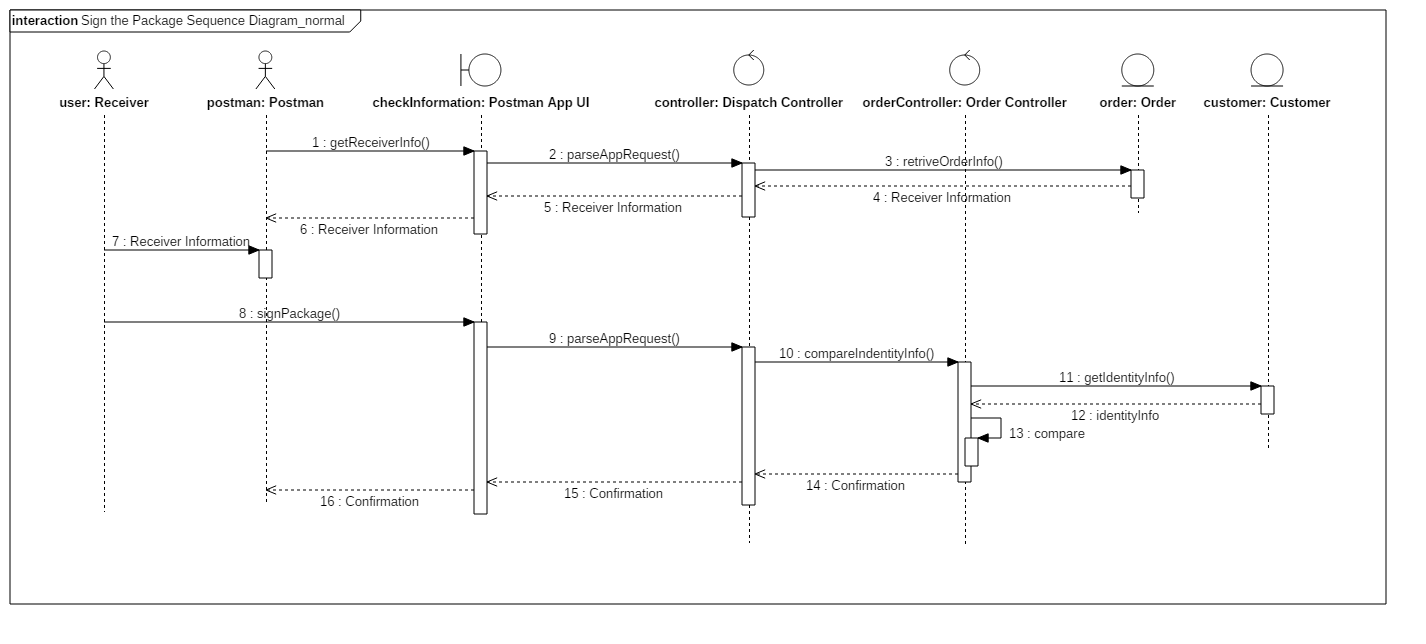 interaction Sign the Package Sequence Diagram_normal
user: Receiver
postman: Postman
checkInformation: Postman App UI
controller: Dispatch Controller
orderController: Order Controller
order: Order
customer: Customer
1 : getReceiverInfo()
2 : parseAppRequest()
3 : retriveOrderInfo()
4 : Receiver Information
5 : Receiver Information
6 : Receiver Information
7 : Receiver Information
8 : signPackage()
9 : parseAppRequest()
10 : compareIndentityInfo()
11 : getIdentityInfo()
12 : identityInfo
13 : compare
14 : Confirmation
15 : Confirmation
16 : Confirmation